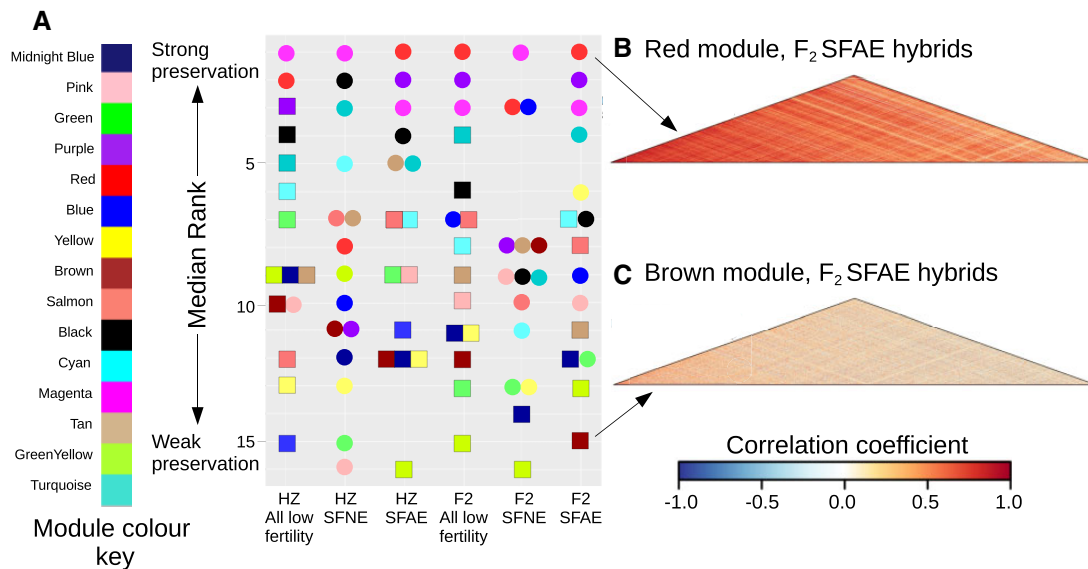 A
Midnight Blue
Pink
Green
Purple
Red
Blue
Yellow
Brown
Salmon
Black
Cyan
Magenta
Tan
GreenYellow
Turquoise
Module colour
key
Strong
preservation
Median Rank
Weak
preservation
5
10
15
HZ
All low
fertility
HZ
SFNE
HZ
SFAE
F2
All low
fertility
F2
SFNE
F2
SFAE
B Red module, F₂ SFAE hybrids
C Brown module, F₂ SFAE hybrids
Correlation coefficient
-1.0 -0.5 0.0 0.5 1.0